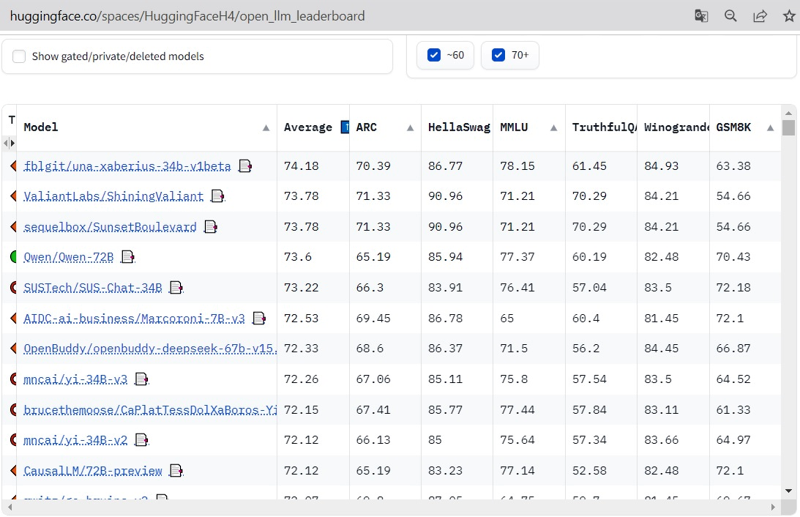 huggingface.co/spaces/HuggingFaceH4/open_llm_leaderboard
Show gated/private/deleted models
~60 70+
T Model Average ARC HellaSwag MMLU TruthfulQA Winogrande GSM8K
fblgit/una-xaberius-34b-v1beta 74.18 70.39 86.77 78.15 61.45 84.93 63.38
ValiantLabs/ShiningValiant 73.78 71.33 90.96 71.21 70.29 84.21 54.66
sequelbox/SunsetBoulevard 73.78 71.33 90.96 71.21 70.29 84.21 54.66
Qwen/Qwen-72B 73.6 65.19 85.94 77.37 60.19 82.48 70.43
SUSTech/SUS-Chat-34B 73.22 66.3 83.91 76.41 57.04 83.5 72.18
AIDC-ai-business/Marcoroni-7B-v3 72.53 69.45 86.78 65 60.4 81.45 72.1
OpenBuddy/openbuddy-deepseek-67b-v15. 72.33 68.6 86.37 71.5 56.2 84.45 66.87
mncai/yi-34B-v3 72.26 67.06 85.11 75.8 57.54 83.5 64.52
brucethemoose/CaPlatTessDolXaBoros-Yi 72.15 67.41 85.77 77.44 57.84 83.11 61.33
mncai/yi-34B-v2 72.12 66.13 85 75.64 57.34 83.66 64.97
CausalLM/72B-preview 72.12 65.19 83.23 77.14 52.58 82.48 72.1